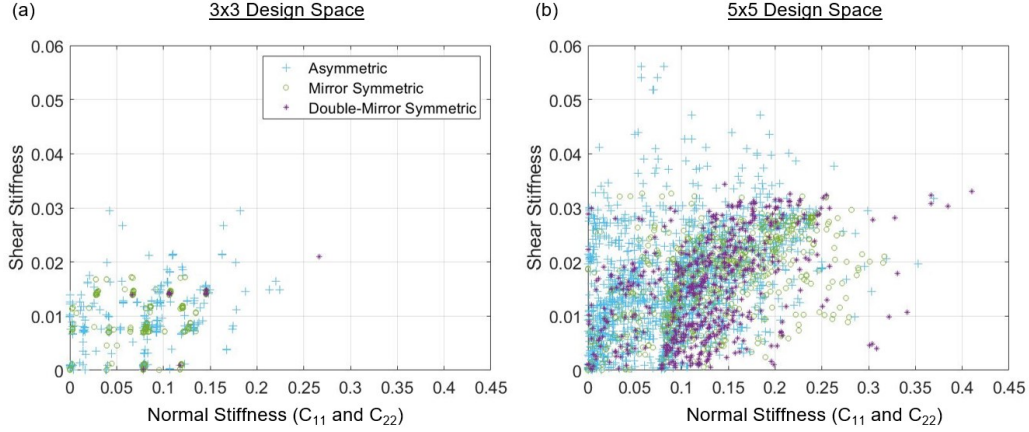 (a) 3x3 Design Space
0.06
0.05
0.04
0.03
0.02
0.01
0
Shear Stiffness
Asymmetric
Mirror Symmetric
Double-Mirror Symmetric
0 0.05 0.1 0.15 0.2 0.25 0.3 0.35 0.4 0.45
Normal Stiffness (C₁₁ and C₂₂)
(b) 5x5 Design Space
0.06
0.05
0.04
0.03
0.02
0.01
0
Shear Stiffness
0 0.05 0.1 0.15 0.2 0.25 0.3 0.35 0.4 0.45
Normal Stiffness (C₁₁ and C₂₂)